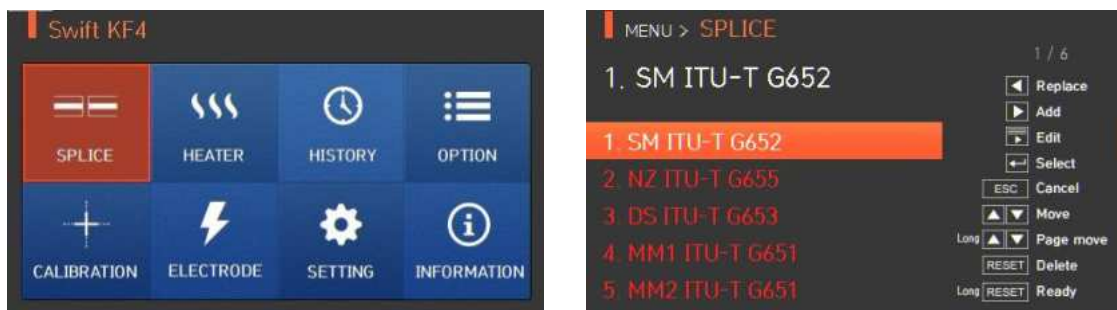 Swift KF4
SPLICE
HEATER
HISTORY
OPTION
CALIBRATION
ELECTRODE
SETTING
INFORMATION
MENU > SPLICE
1 / 6
1. SM ITU-T G652
1. SM ITU-T G652
2. NZ ITU-T G655
3. DS ITU-T G653
4. MM1 ITU-T G651
5. MM2 ITU-T G651
Replace
Add
Edit
Select
ESC Cancel
Move
Long Page move
RESET Delete
Long RESET Ready